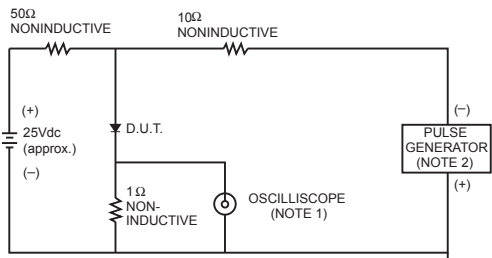 50Ω
NONINDUCTIVE
10Ω
NONINDUCTIVE
(+)
25Vdc
(approx.)
(–)
D.U.T.
1Ω
NON-
INDUCTIVE
OSCILLISCOPE
(NOTE 1)
(–)
PULSE
GENERATOR
(NOTE 2)
(+)